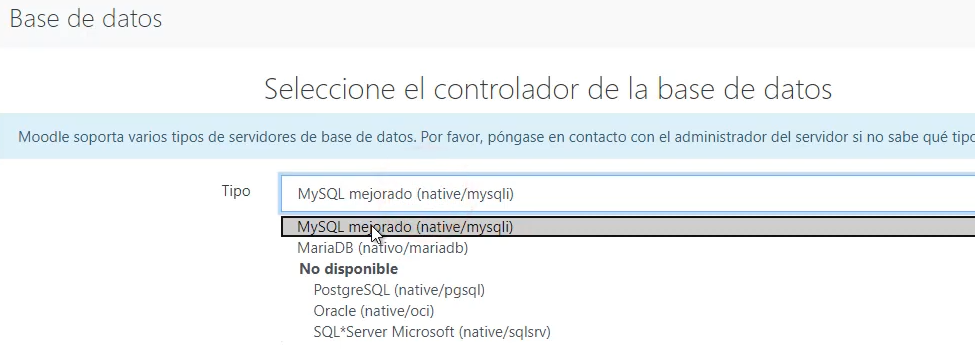 Base de datos
Seleccione el controlador de la base de datos
Moodle soporta varios tipos de servidores de base de datos. Por favor, póngase en contacto con el administrador del servidor si no sabe qué tipo
Tipo
MySQL mejorado (native/mysqli)
MySQL mejorado (native/mysqli)
MariaDB (nativo/mariadb)
No disponible
PostgreSQL (native/pgsql)
Oracle (native/oci)
SQL*Server Microsoft (native/sqlsrv)